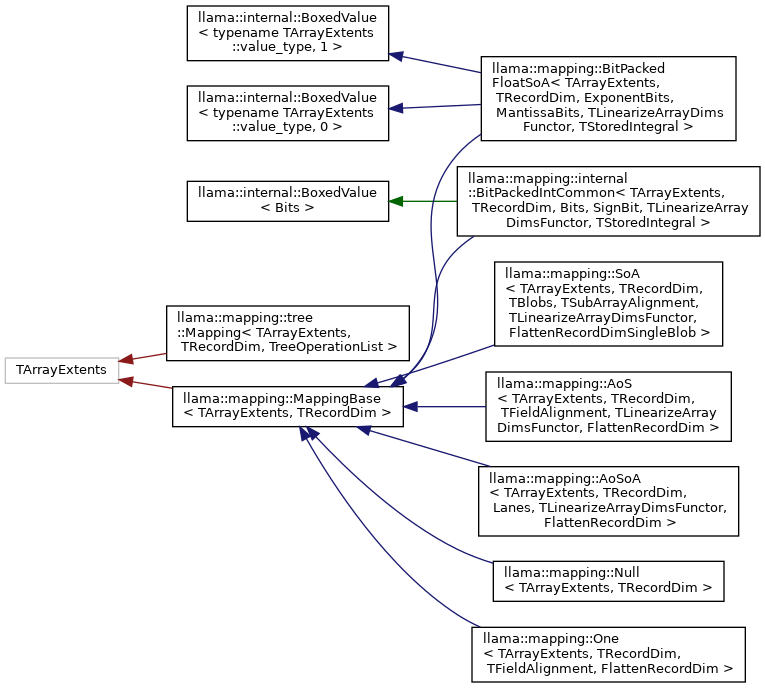 llama::internal::BoxedValue
< typename TArrayExtents
::value_type, 1 >
llama::mapping::BitPacked
FloatSoA< TArrayExtents,
TRecordDim, ExponentBits,
MantissaBits, TLinearizeArrayDims
Functor, TStoredIntegral >
llama::internal::BoxedValue
< typename TArrayExtents
::value_type, 0 >
llama::mapping::internal
::BitPackedIntCommon< TArrayExtents,
TRecordDim, Bits, SignBit, TLinearizeArray
DimsFunctor, TStoredIntegral >
llama::internal::BoxedValue
< Bits >
llama::mapping::SoA
< TArrayExtents, TRecordDim,
TBlobs, TSubArrayAlignment,
TLinearizeArrayDimsFunctor,
FlattenRecordDimSingleBlob >
llama::mapping::tree
::Mapping< TArrayExtents,
TRecordDim, TreeOperationList >
TArrayExtents
llama::mapping::MappingBase
< TArrayExtents, TRecordDim >
llama::mapping::AoS
< TArrayExtents, TRecordDim,
TFieldAlignment, TLinearizeArray
DimsFunctor, FlattenRecordDim >
llama::mapping::AoSoA
< TArrayExtents, TRecordDim,
Lanes, TLinearizeArrayDimsFunctor,
FlattenRecordDim >
llama::mapping::Null
< TArrayExtents, TRecordDim >
llama::mapping::One
< TArrayExtents, TRecordDim,
TFieldAlignment, FlattenRecordDim >